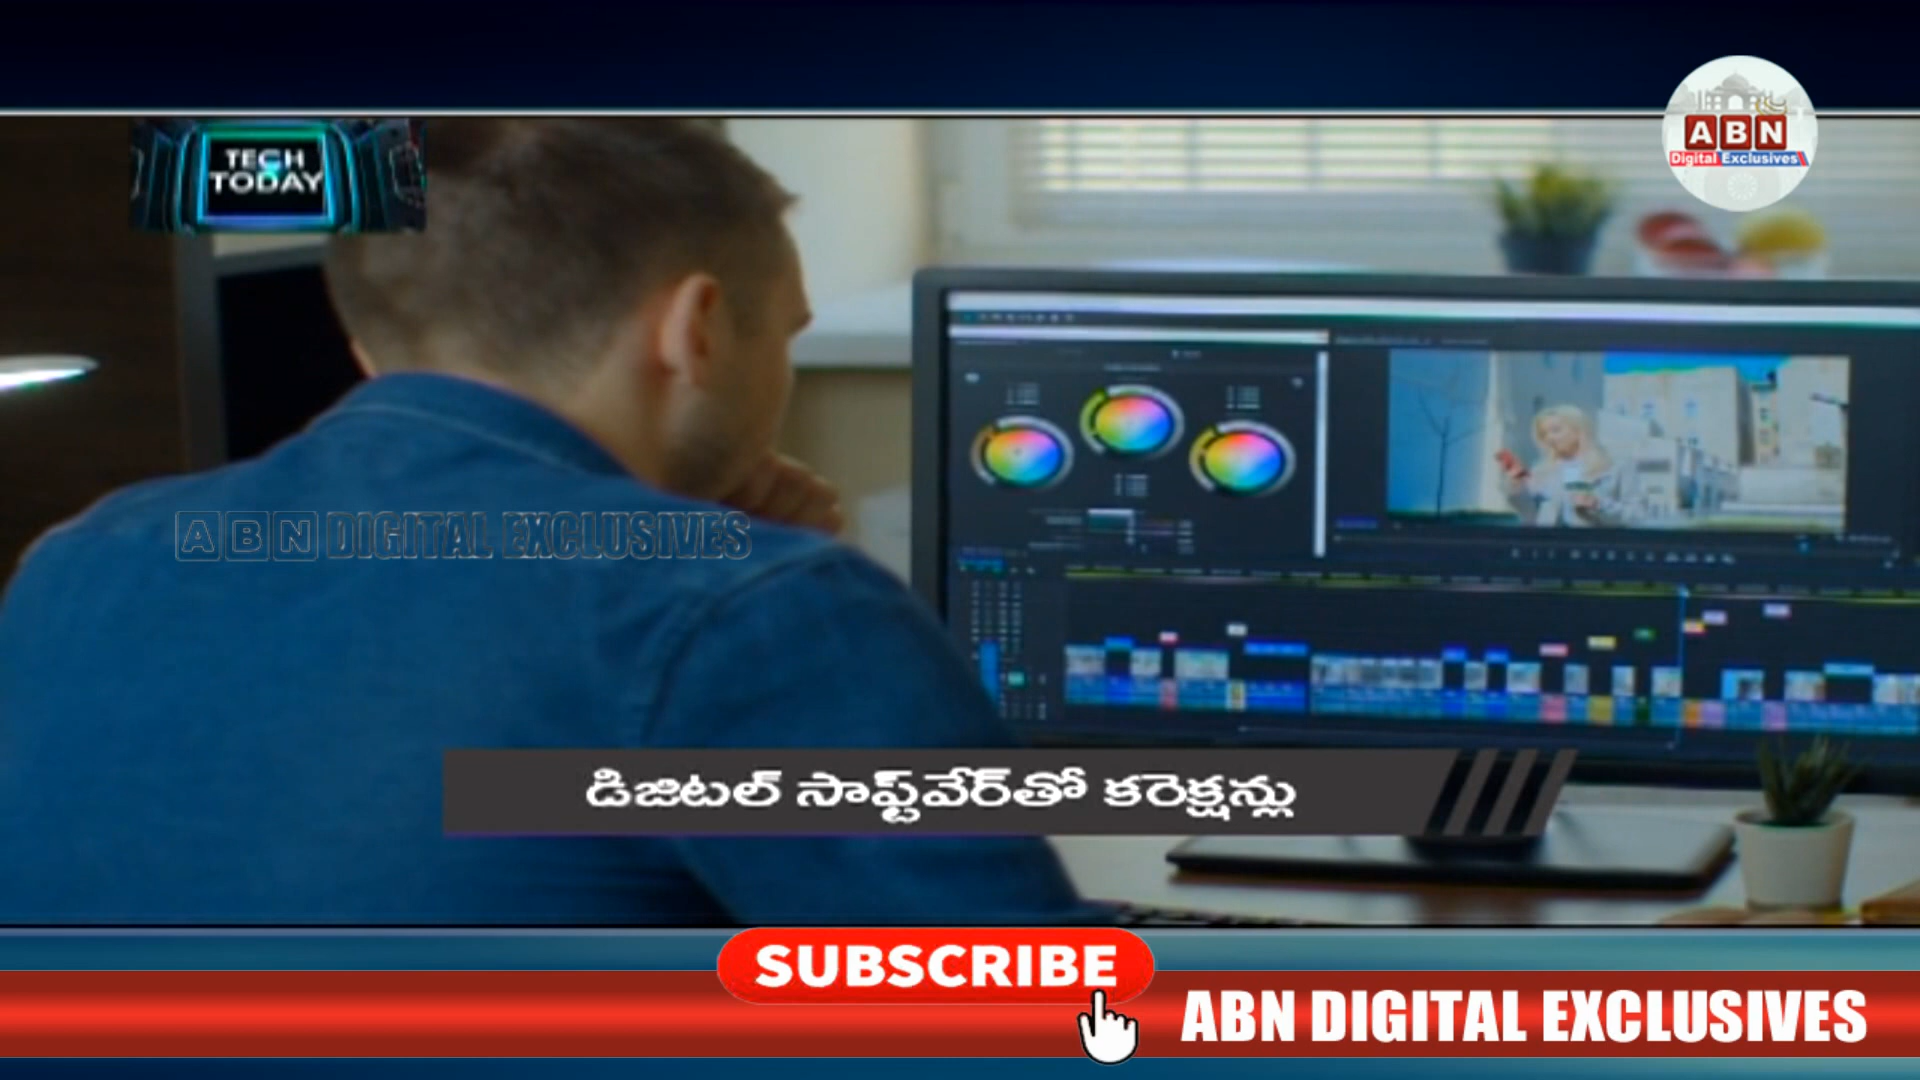 TECH
TODAY
ABN
Digital Exclusives
ABN DIGITAL EXCLUSIVES
డిజిటల్ సాఫ్ట్‌వేర్‌తో కరెక్షన్లు
SUBSCRIBE
ABN DIGITAL EXCLUSIVES